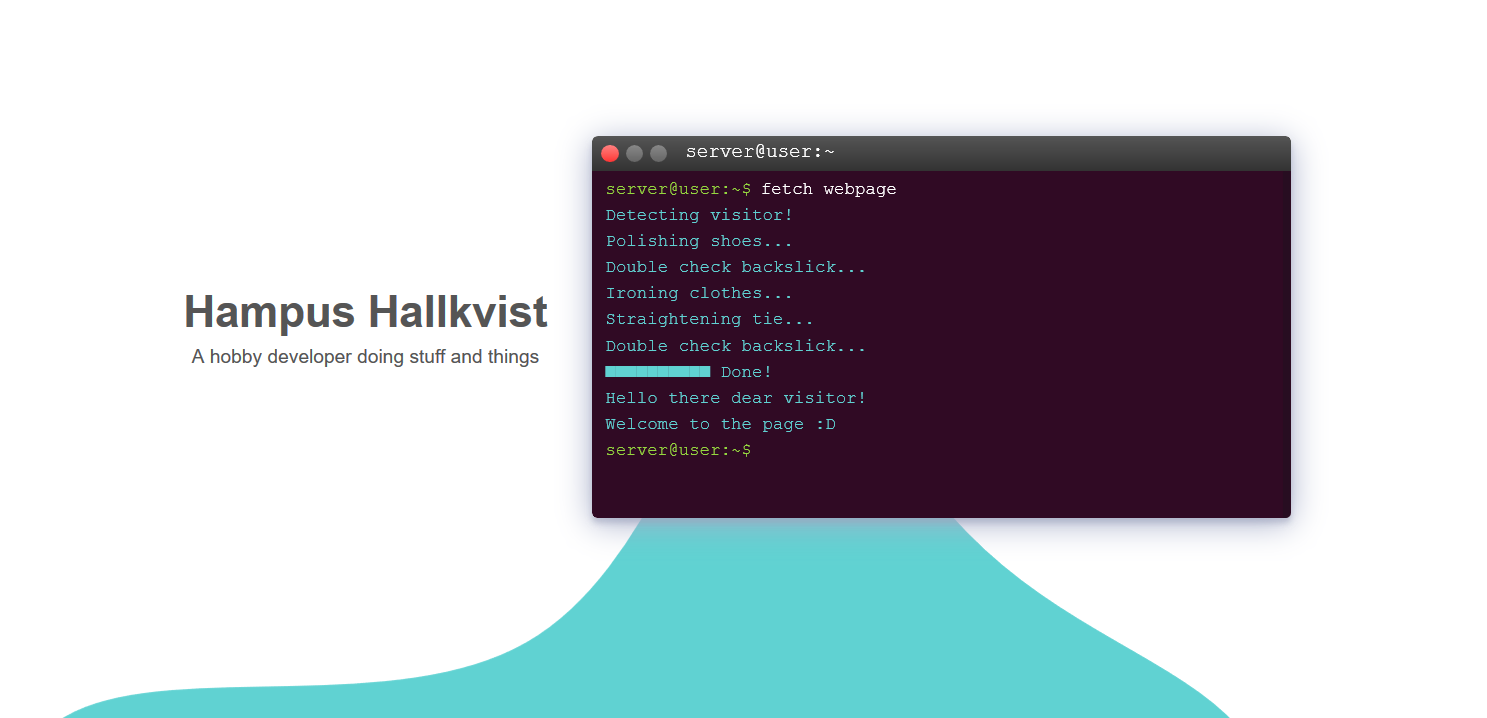 Hampus Hallkvist
A hobby developer doing stuff and things
server@user:~
server@user:~$ fetch webpage
Detecting visitor!
Polishing shoes...
Double check backslick...
Ironing clothes...
Straightening tie...
Double check backslick...
Done!
Hello there dear visitor!
Welcome to the page :D
server@user:~$